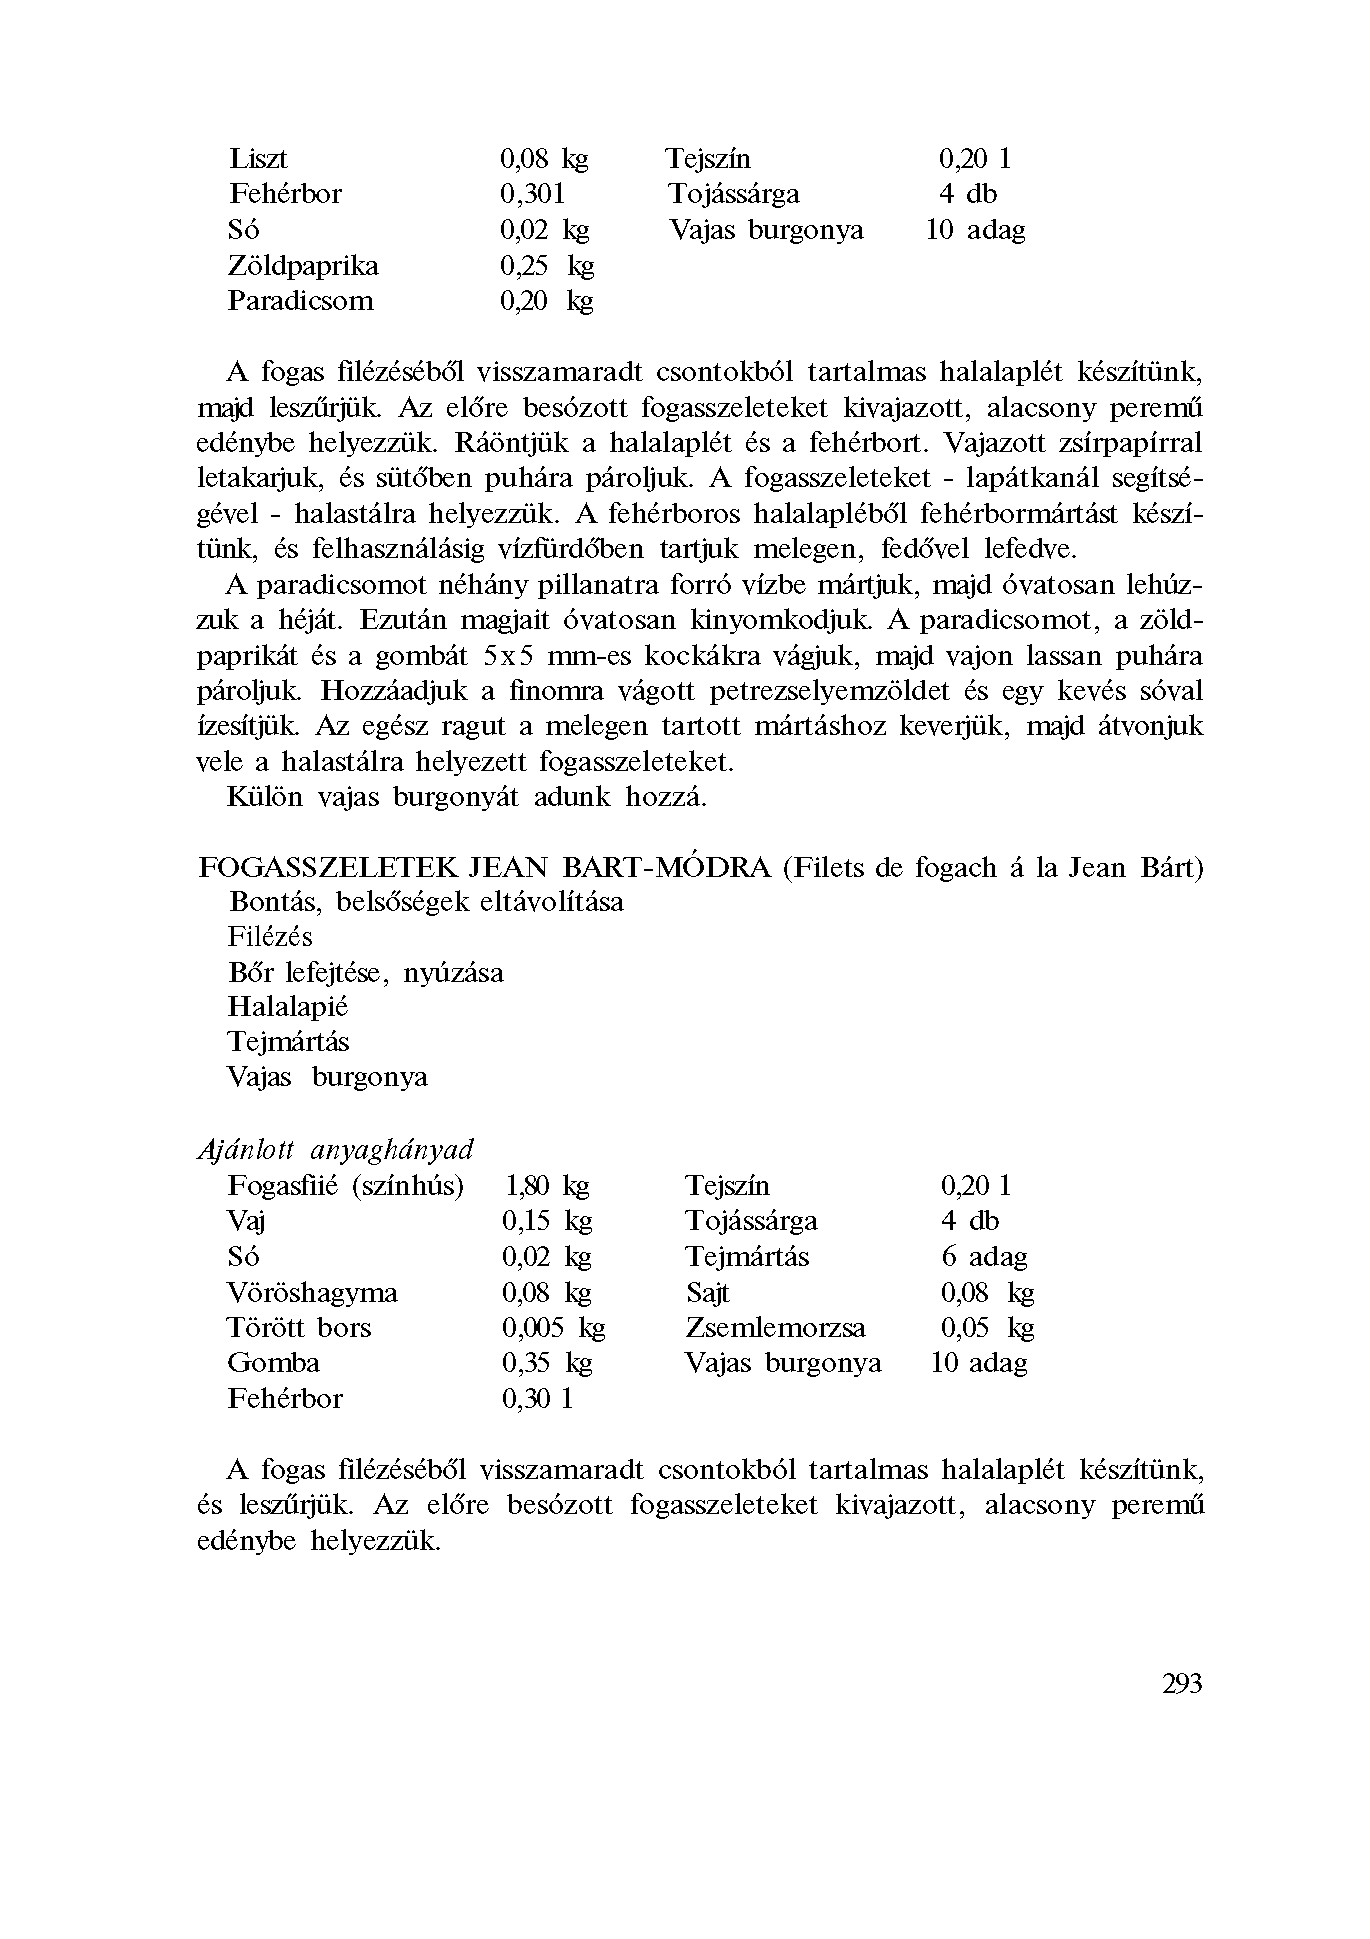 Liszt 0,08 kg Tejszín 0,20 1
Fehérbor 0,301 Tojássárga 4 db
Só 0,02 kg Vajas burgonya 10 adag
Zöldpaprika 0,25 kg
Paradicsom 0,20 kg
A fogas filézéséből visszamaradt csontokból tartalmas halalaplét készítünk,
majd leszűrjük. Az előre besózott fogasszeleteket kivajazott, alacsony peremű
edénybe helyezzük. Ráöntjük a halalaplét és a fehérbort. Vajazott zsírpapírral
letakarjuk, és sütőben puhára pároljuk. A fogasszeleteket - lapátkanál segítsé-
gével - halastálra helyezzük. A fehérboros halalapléből fehérbormártást készí-
tünk, és felhasználásig vízfürdőben tartjuk melegen, fedővel lefedve.
A paradicsomot néhány pillanatra forró vízbe mártjuk, majd óvatosan lehúz-
zuk a héját. Ezután magjait óvatosan kinyomkodjuk. A paradicsomot, a zöld-
paprikát és a gombát 5x5 mm-es kockákra vágjuk, majd vajon lassan puhára
pároljuk. Hozzáadjuk a finomra vágott petrezselyemzöldet és egy kevés sóval
ízesítjük. Az egész ragut a melegen tartott mártáshoz keverjük, majd átvonjuk
vele a halastálra helyezett fogasszeleteket.
Külön vajas burgonyát adunk hozzá.
FOGASSZELETEK JEAN BART-MÓDRA (Filets de fogach á la Jean Bárt)
Bontás, belsőségek eltávolítása
Filézés
Bőr lefejtése, nyúzása
Halalapié
Tejmártás
Vajas burgonya
Ajánlott anyaghányad
Fogasfiié (színhús) 1,80 kg Tejszín 0,20 1
Vaj 0,15 kg Tojássárga 4 db
Só 0,02 kg Tejmártás 6 adag
Vöröshagyma 0,08 kg Sajt 0,08 kg
Törött bors 0,005 kg Zsemlemorzsa 0,05 kg
Gomba 0,35 kg Vajas burgonya 10 adag
Fehérbor 0,30 1
A fogas filézéséből visszamaradt csontokból tartalmas halalaplét készítünk,
és leszűrjük. Az előre besózott fogasszeleteket kivajazott, alacsony peremű
edénybe helyezzük.
293